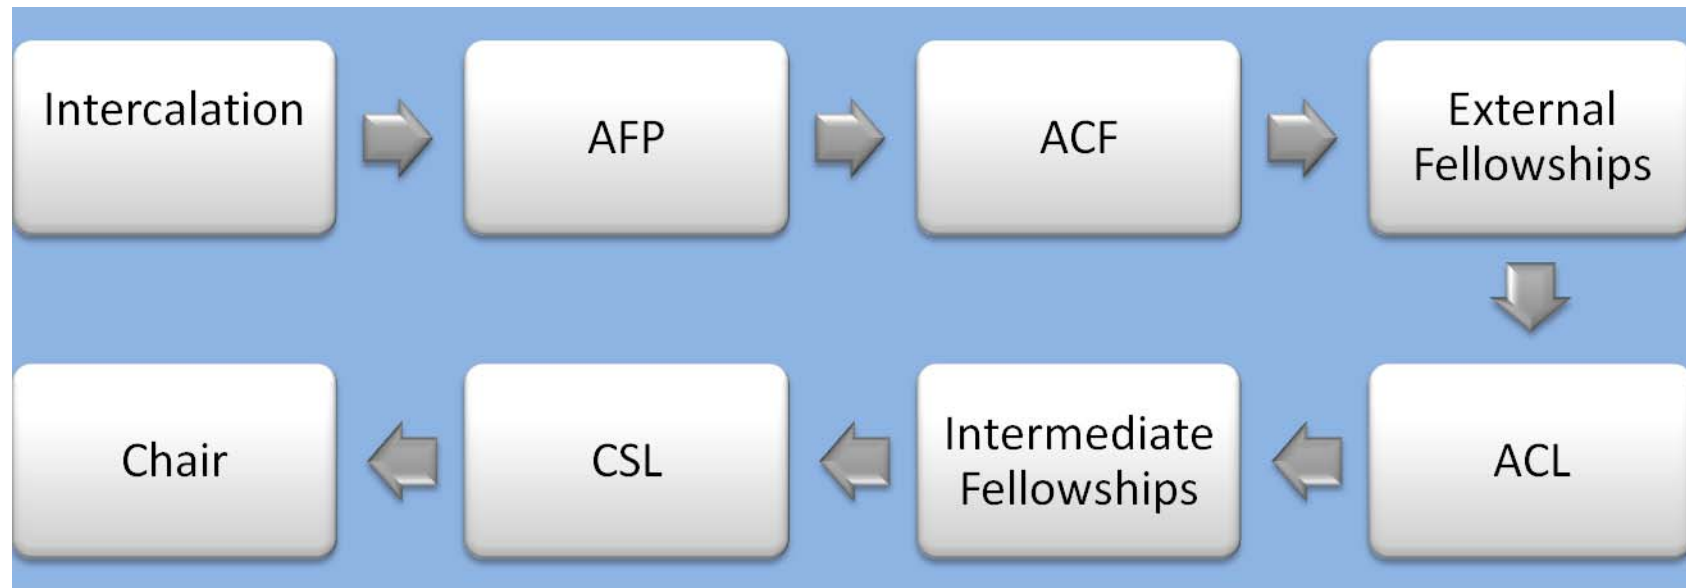 Intercalation
AFP
ACF
External
Fellowships
ACL
Intermediate
Fellowships
CSL
Chair